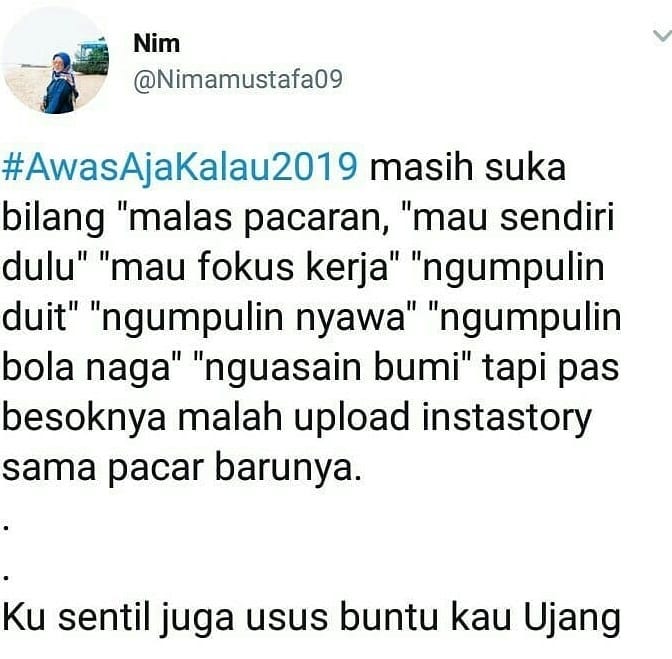 Nim
@Nimamustafa09
#AwasAjaKalau2019 masih suka
bilang "malas pacaran, "mau sendiri
dulu" "mau fokus kerja" "ngumpulin
duit" "ngumpulin nyawa" "ngumpulin
bola naga" "nguasain bumi" tapi pas
besoknya malah upload instastory
sama pacar barunya.
.
.
Ku sentil juga usus buntu kau Ujang